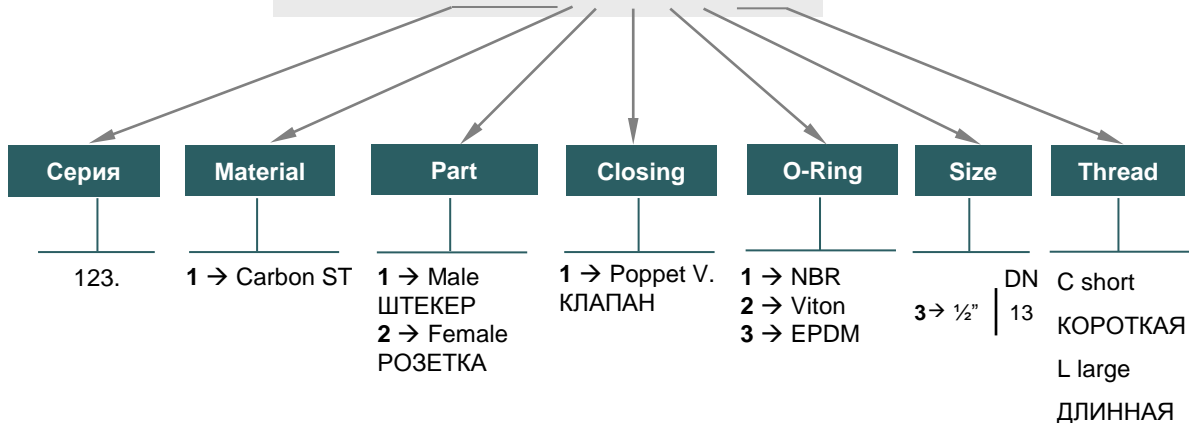 Серия
Material
Part
Closing
O-Ring
Size
Thread
123.
1 → Carbon ST
1 → Male
ШТЕКЕР
2 → Female
РОЗЕТКА
1 → Poppet V.
КЛАПАН
1 → NBR
2 → Viton
3 → EPDM
DN
3→ ½” 13
C short
КОРОТКАЯ
L large
ДЛИННАЯ